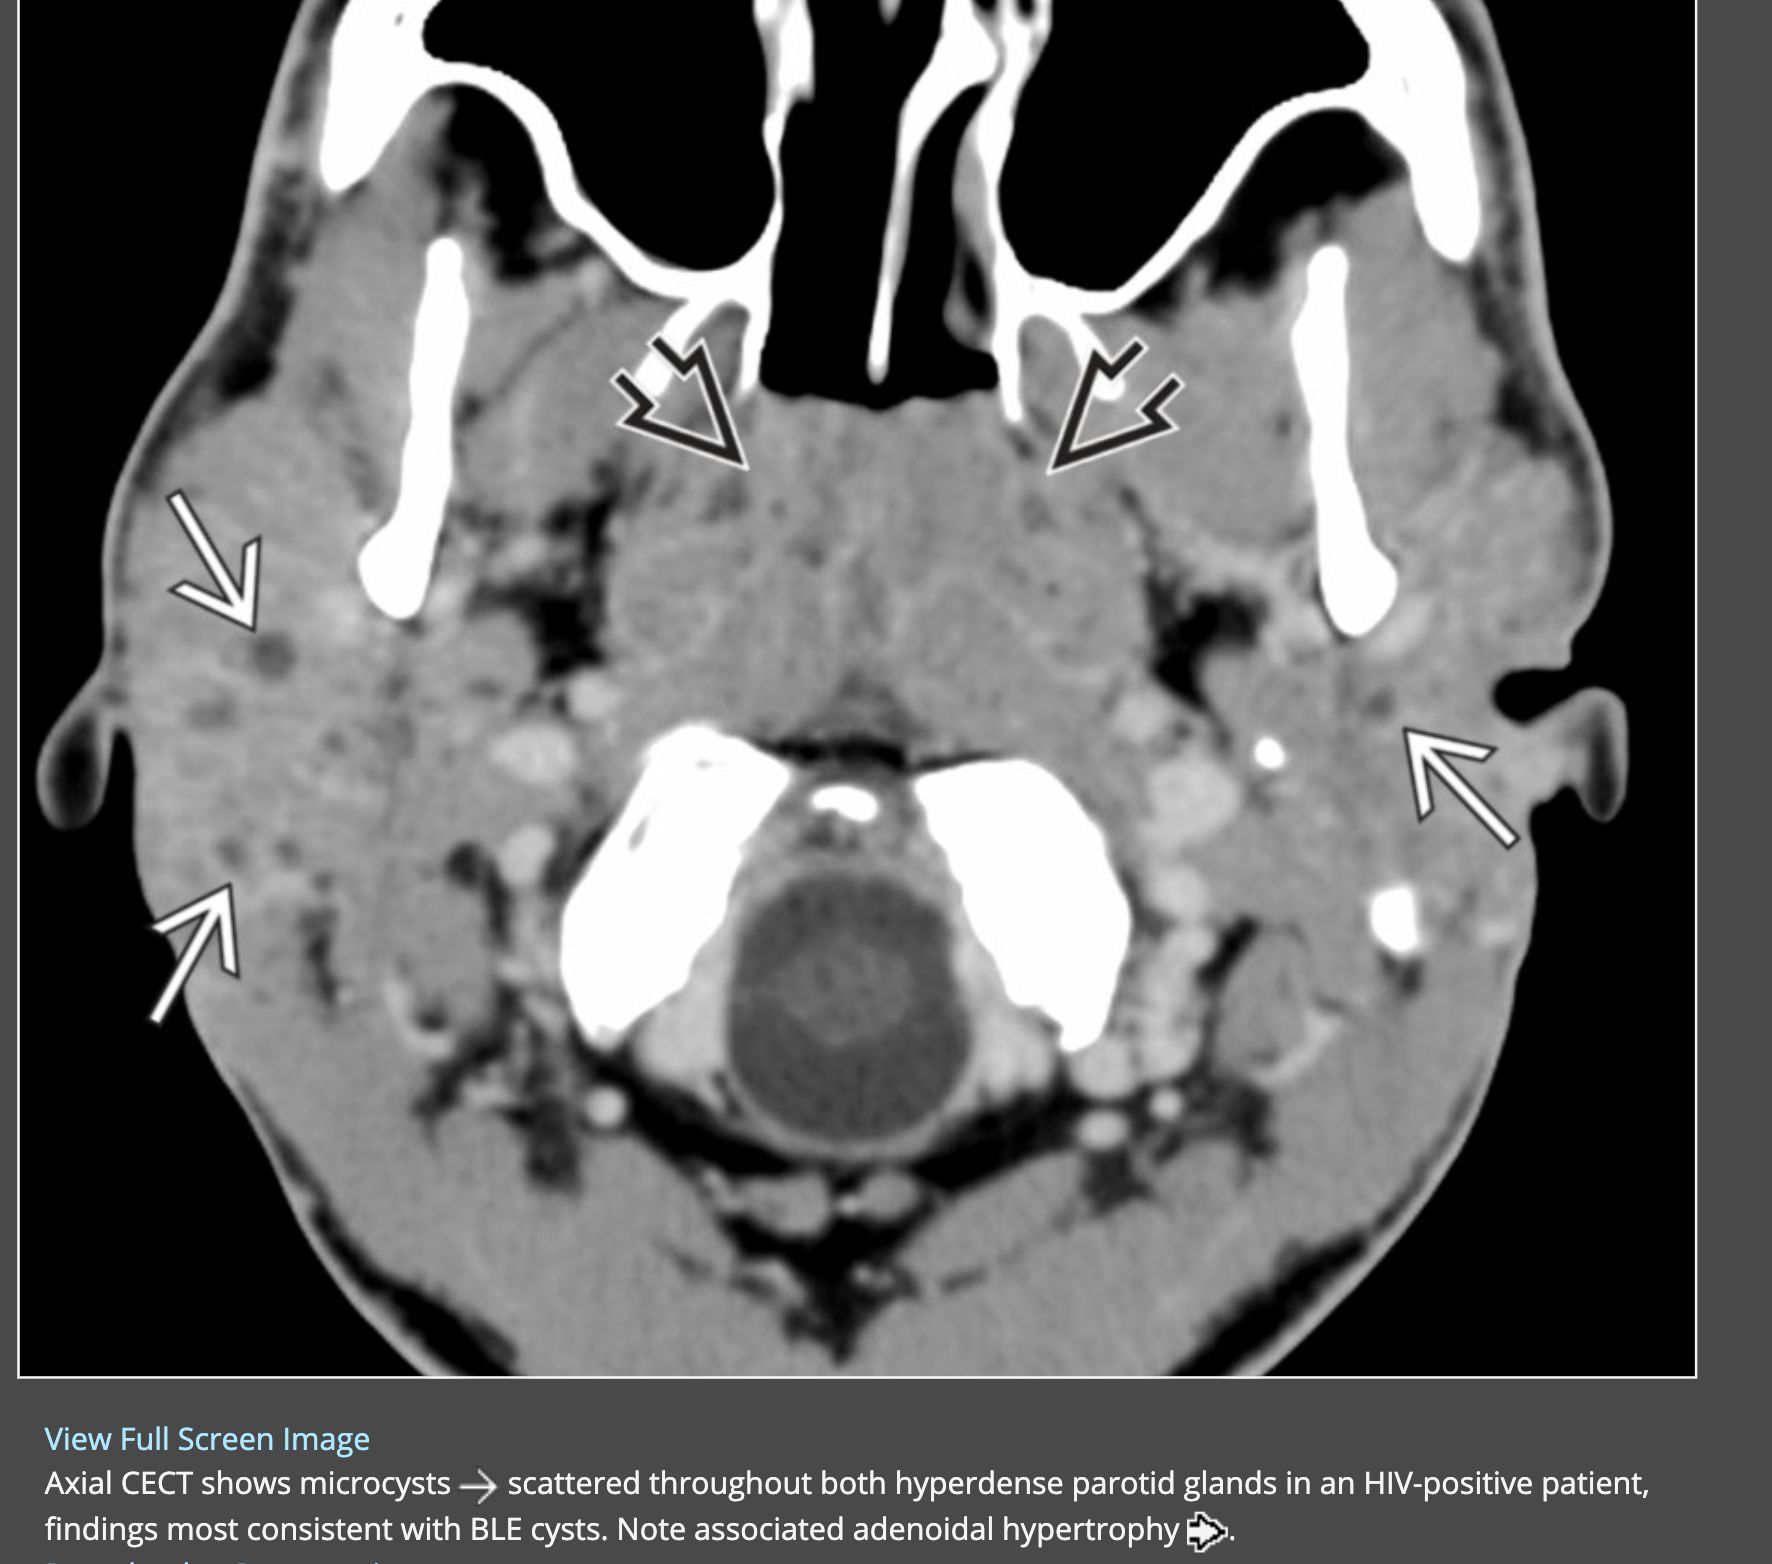 View Full Screen Image
Axial CECT shows microcysts → scattered throughout both hyperdense parotid glands in an HIV-positive patient,
findings most consistent with BLE cysts. Note associated adenoidal hypertrophy ⇨.